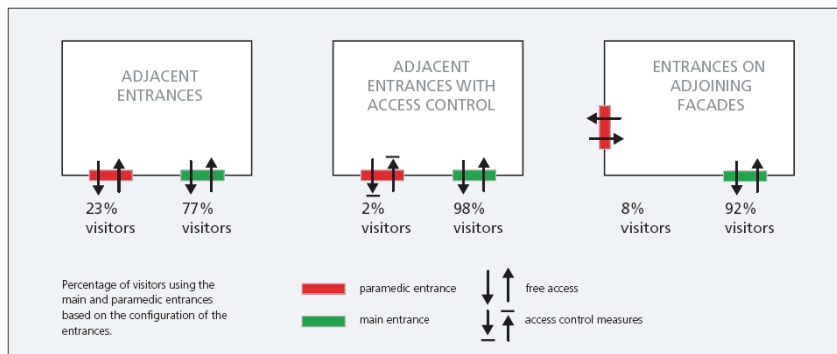 ADJACENT
ENTRANCES
ADJACENT
ENTRANCES WITH
ACCESS CONTROL
ENTRANCES ON
ADJOINING
FACADES
23%
visitors
77%
visitors
2%
visitors
98%
visitors
8%
visitors
92%
visitors
Percentage of visitors using the
main and paramedic entrances
based on the configuration of the
entrances.
paramedic entrance
main entrance
free access
access control measures